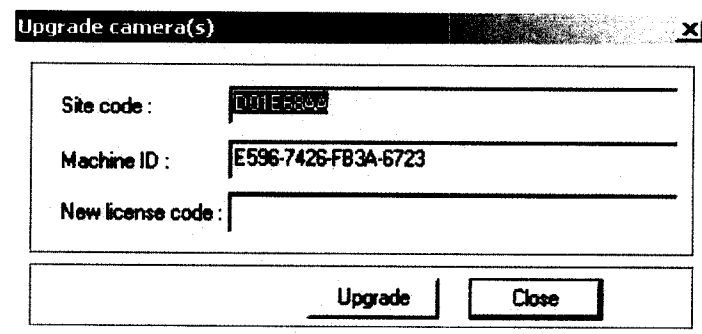 Upgrade camera(s)
Site code :
Machine ID : E596-7426-FB3A-6723
New license code :
Upgrade Close